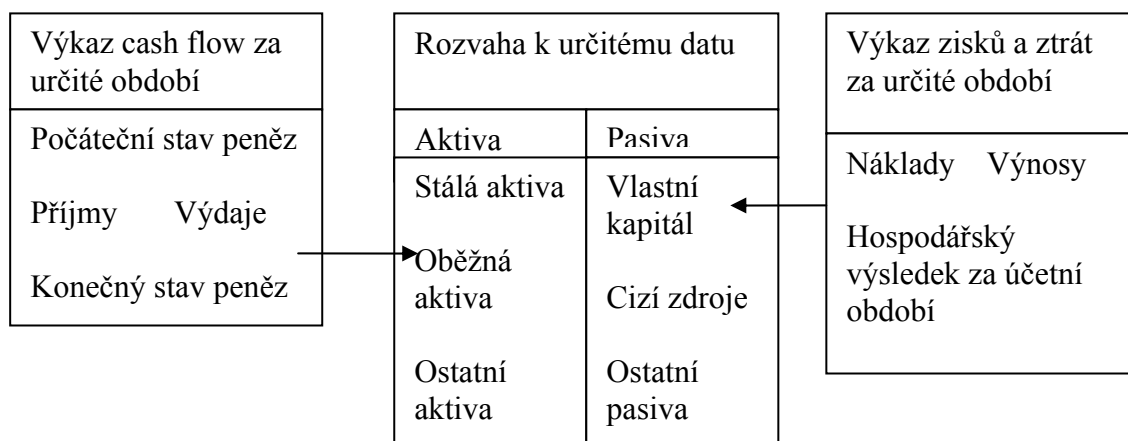 Výkaz cash flow za
určité období
Počáteční stav peněz
Příjmy Výdaje
Konečný stav peněz
Rozvaha k určitému datu
Aktiva Pasiva
Stálá aktiva
Oběžná
aktiva
Ostatní
aktiva
Vlastní
kapitál
Cizí zdroje
Ostatní
pasiva
Výkaz zisků a ztrát
za určité období
Náklady Výnosy
Hospodářský
výsledek za účetní
období